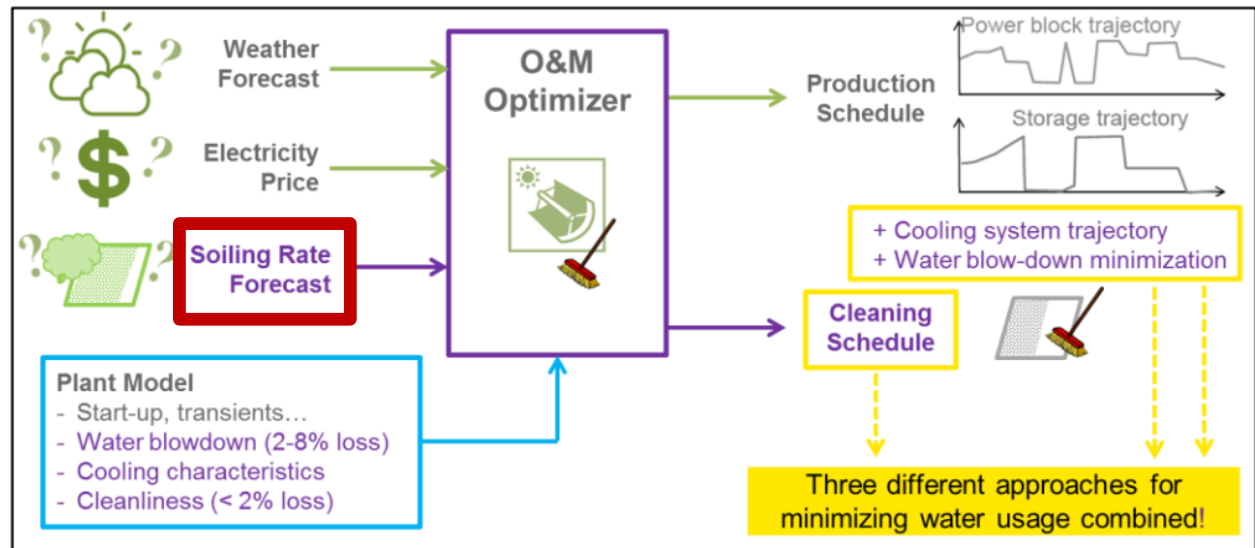 Weather
Forecast
Electricity
Price
Soiling Rate
Forecast
Plant Model
- Start-up, transients…
- Water blowdown (2-8% loss)
- Cooling characteristics
- Cleanliness (< 2% loss)
O&M
Optimizer
Production
Schedule
Power block trajectory
Storage trajectory
+ Cooling system trajectory
+ Water blow-down minimization
Cleaning
Schedule
Three different approaches for
minimizing water usage combined!
? ?
? $ ?
? ?